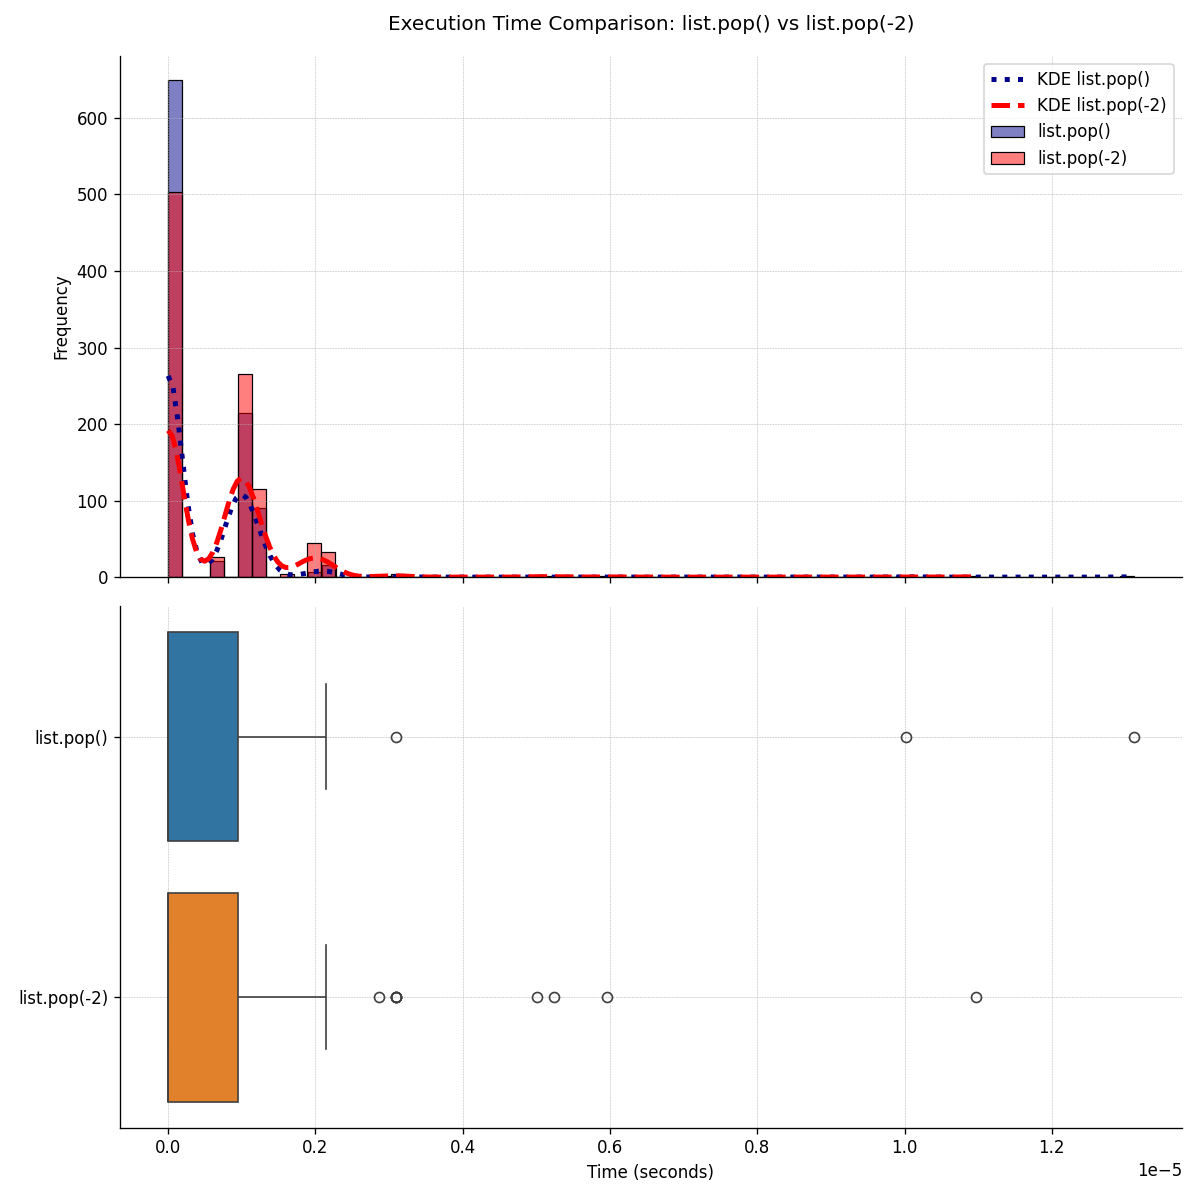 Execution Time Comparison: list.pop() vs list.pop(-2)
KDE list.pop()
KDE list.pop(-2)
list.pop()
list.pop(-2)
Frequency
600
500
400
300
200
100
0
list.pop()
list.pop(-2)
0.0 0.2 0.4 0.6 0.8 1.0 1.2
Time (seconds)
1e−5